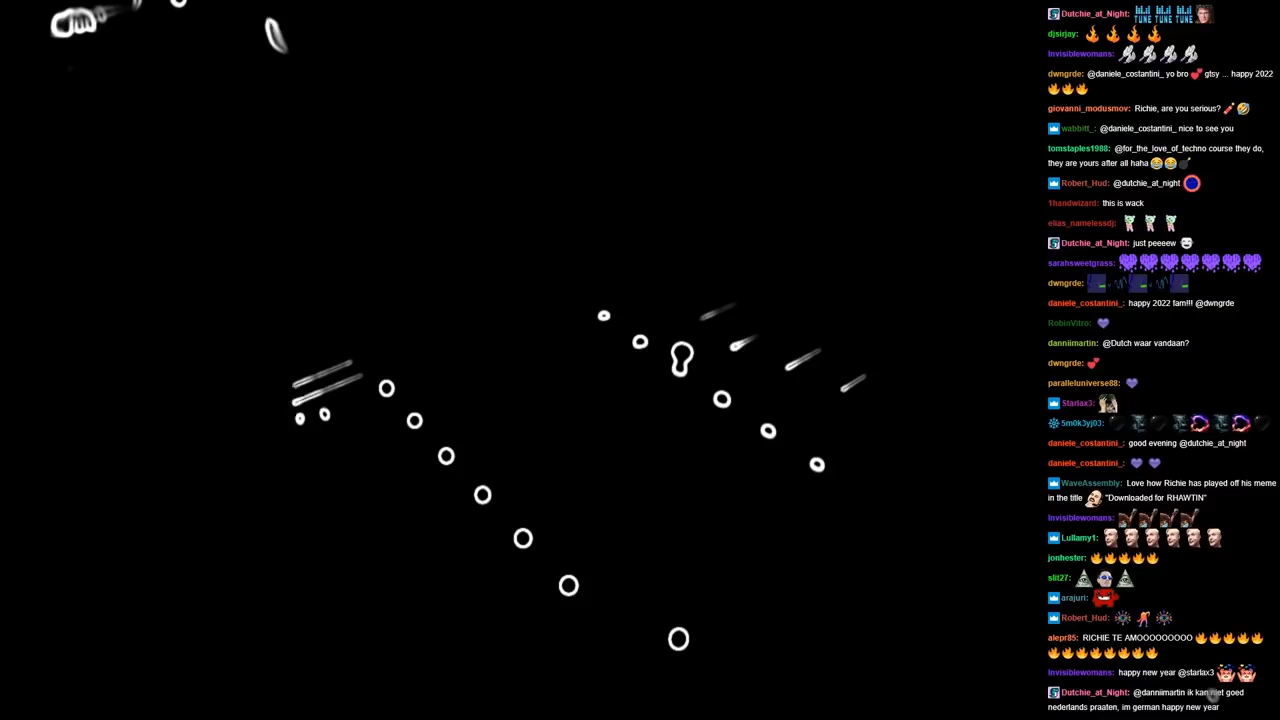 Dutchie_at_Night: TUNE TUNE TUNE
djsirjay:
Invisiblewomans:
dwngrde: @daniele_costantini_ yo bro gtsy ... happy 2022
giovanni_modusmov: Richie, are you serious?
wabbitt_: @daniele_costantini_ nice to see you
tomstaples1988: @for_the_love_of_techno course they do,
they are yours after all haha
Robert_Hud: @dutchie_at_night
1handwizard: this is wack
elias_namelessdj:
Dutchie_at_Night: just peeeew
sarahsweetgrass:
dwngrde:
daniele_costantini_: happy 2022 fam!!! @dwngrde
RobinVitro:
danniimartin: @Dutch waar vandaan?
dwngrde:
paralleluniverse88:
Starlax3:
5m0k3yj03:
daniele_costantini_: good evening @dutchie_at_night
daniele_costantini_:
WaveAssembly: Love how Richie has played off his meme
in the title "Downloaded for RHAWTIN"
Invisiblewomans:
Lullamy1:
jonhester:
slit27:
arajuri:
Robert_Hud:
alepr85: RICHIE TE AMOOOOOOOOO
Invisiblewomans: happy new year @starlax3
Dutchie_at_Night: @danniimartin ik kan niet goed
nederlands praaten, im german happy new year